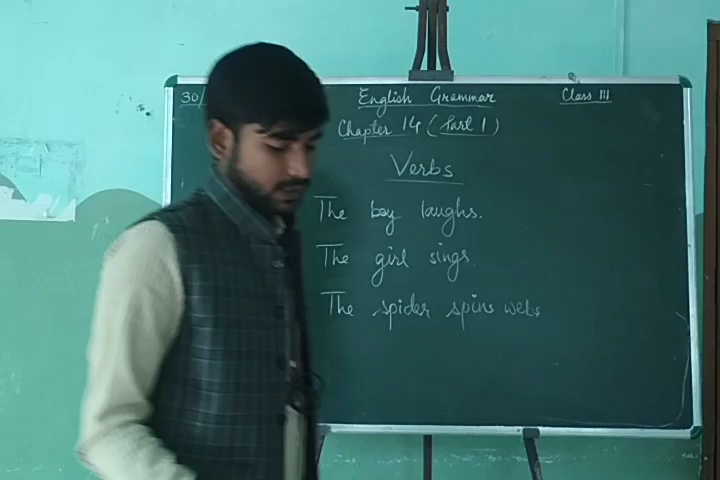 30/ English Grammar Class III
Chapter 14 (Part 1)
Verbs
The boy laughs.
The girl sings.
The spider spins webs